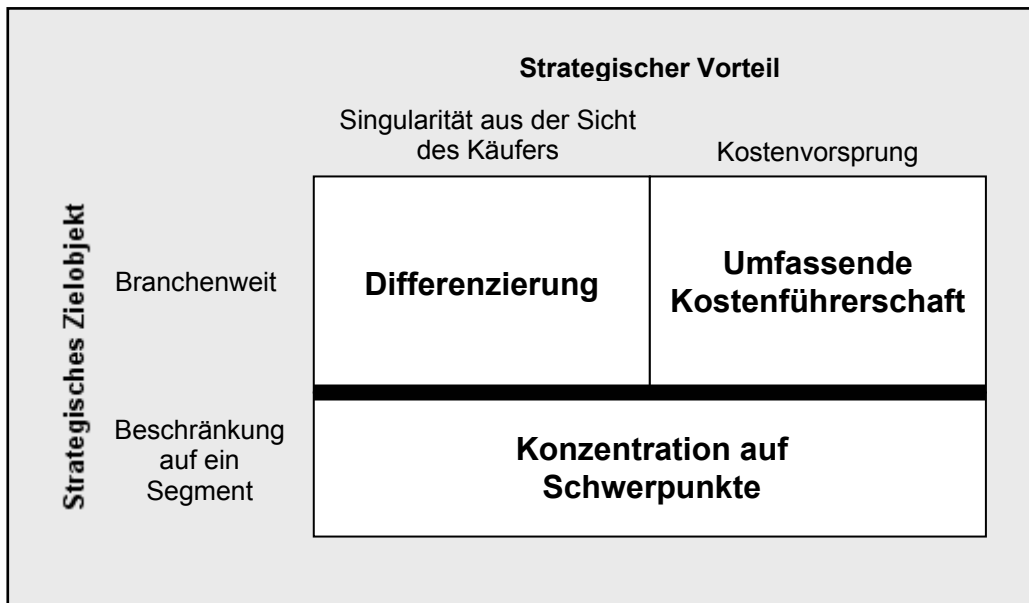 Strategischer Vorteil
Singularität aus der Sicht
des Käufers
Kostenvorsprung
Strategisches Zielobjekt
Branchenweit
Differenzierung
Umfassende
Kostenführerschaft
Beschränkung
auf ein
Segment
Konzentration auf
Schwerpunkte